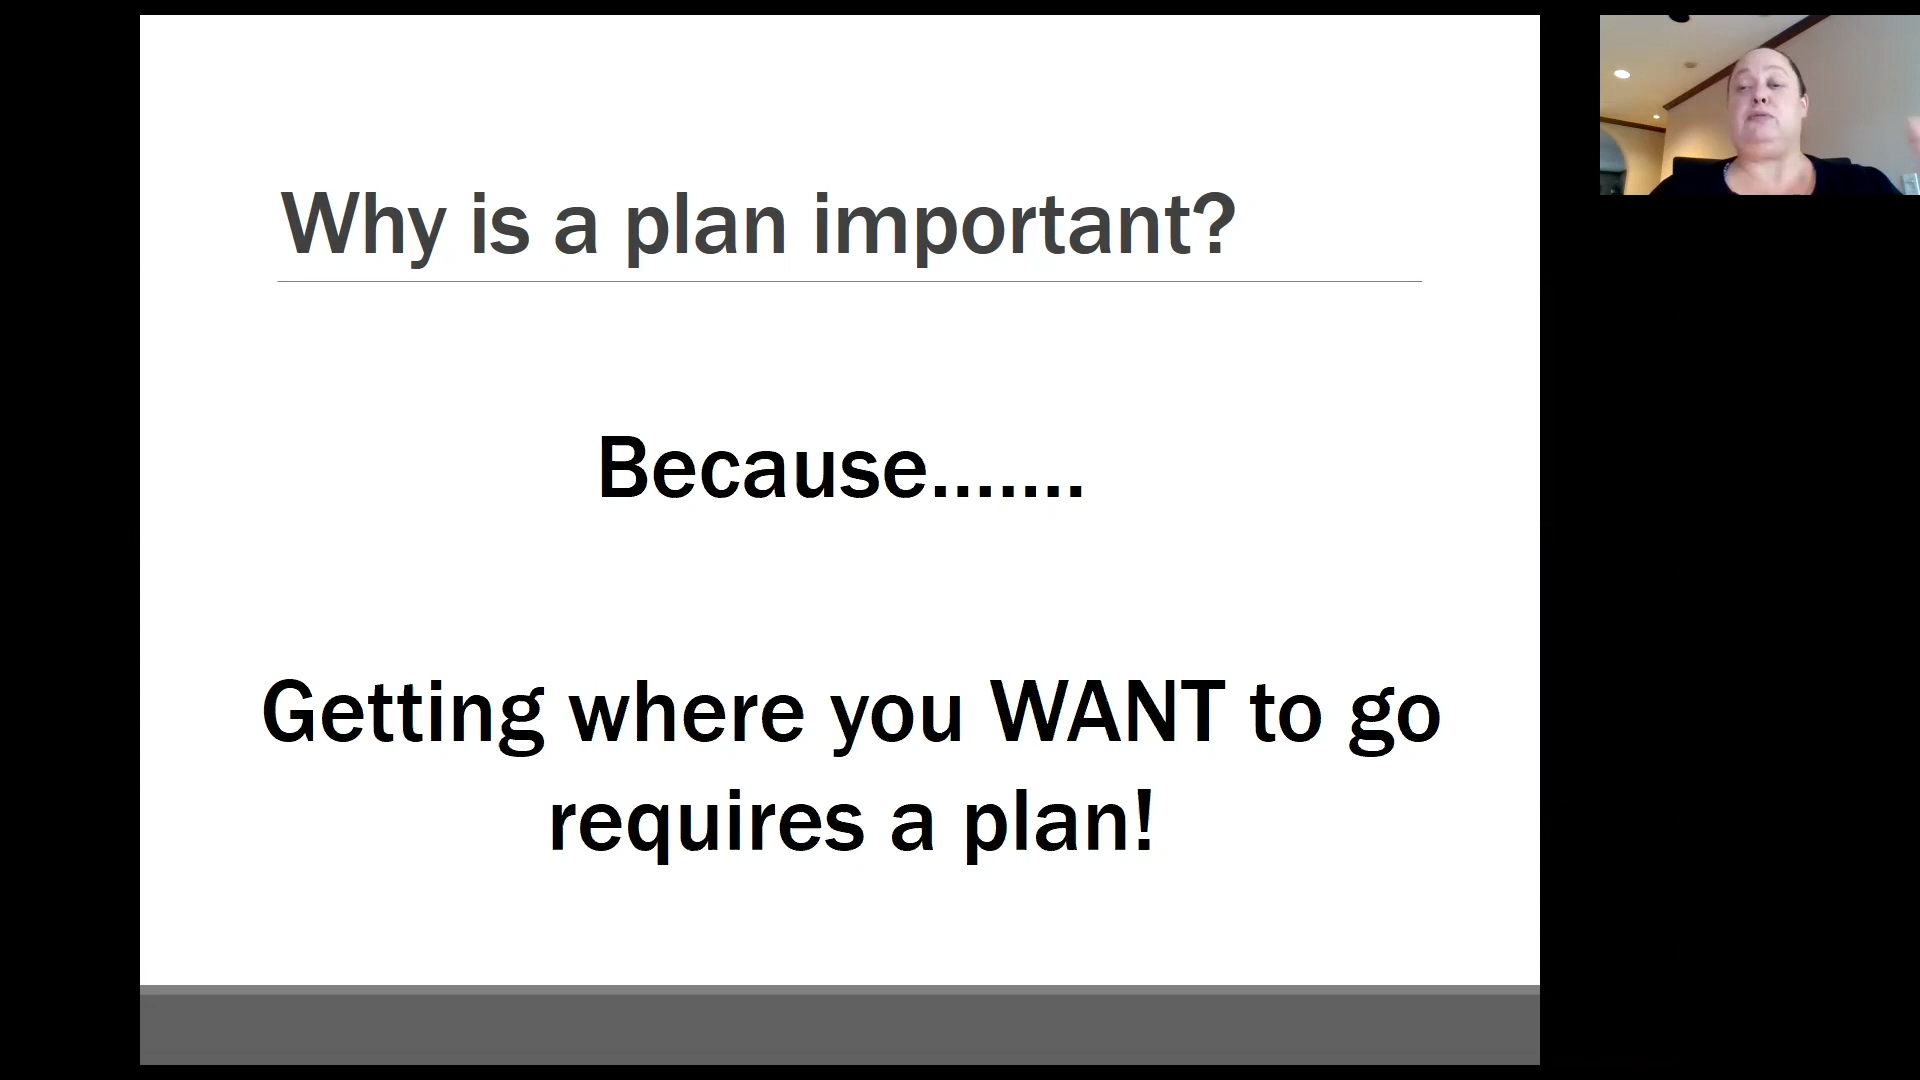 Why is a plan important?
Because.......
Getting where you WANT to go
requires a plan!